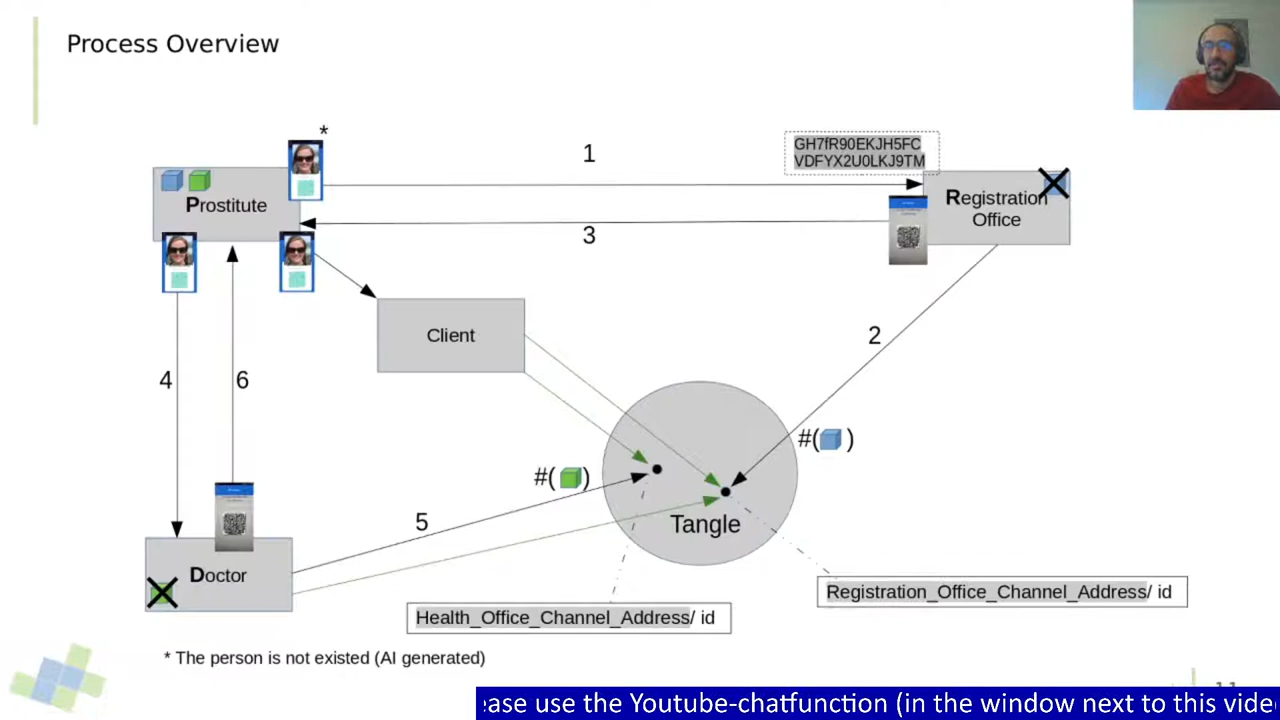 Process Overview
*
1
GH7fR90EKJH5FC
VDFYX2U0LKJ9TM
Prostitute
Registration
Office
3
Client
2
4
6
#( )
#( )
5
Tangle
Doctor
Registration_Office_Channel_Address/ id
Health_Office_Channel_Address/ id
* The person is not existed (AI generated)
ease use the Youtube-chatfunction (in the window next to this vide